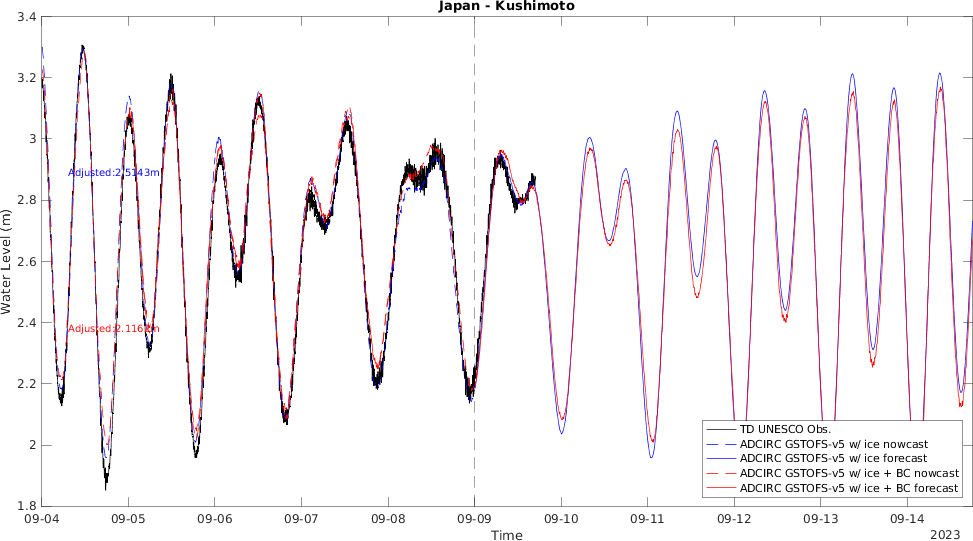 Japan - Kushimoto
3.4
3.2
3
2.8
2.6
2.4
2.2
2
1.8
Water Level (m)
Adjusted:2.5143m
TD UNESCO Obs.
ADCIRC GSTOFS-v5 w/ ice nowcast
ADCIRC GSTOFS-v5 w/ ice forecast
ADCIRC GSTOFS-v5 w/ ice + BC nowcast
ADCIRC GSTOFS-v5 w/ ice + BC forecast
09-04 09-05 09-06 09-07 09-08 09-09 09-10 09-11 09-12 09-13 09-14
Time
2023